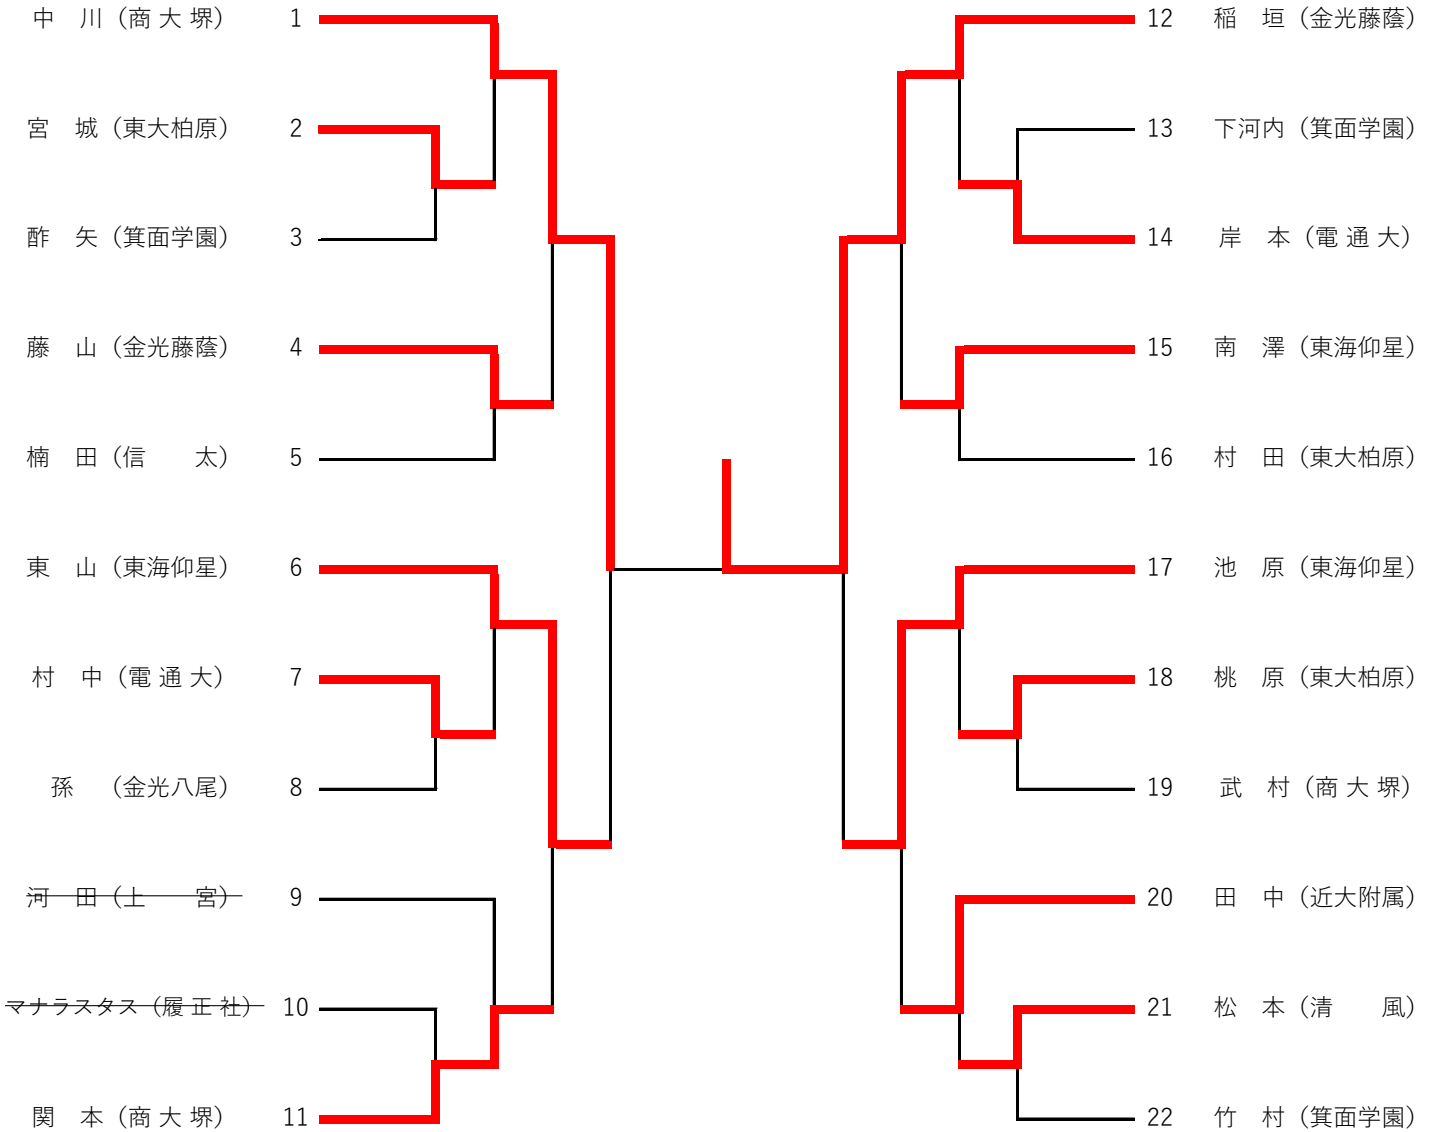 中　川（商 大 堺） 1
宮　城（東大柏原） 2
酢　矢（箕面学園） 3
藤　山（金光藤蔭） 4
楠　田（信　　太） 5
東　山（東海仰星） 6
村　中（電 通 大） 7
孫　（金光八尾） 8
河　田（上　　宮） 9
マナラスタス（履 正 社） 10
関　本（商 大 堺） 11
12 稲　垣（金光藤蔭）
13 下河内（箕面学園）
14 岸　本（電 通 大）
15 南　澤（東海仰星）
16 村　田（東大柏原）
17 池　原（東海仰星）
18 桃　原（東大柏原）
19 武　村（商 大 堺）
20 田　中（近大附属）
21 松　本（清　　風）
22 竹　村（箕面学園）